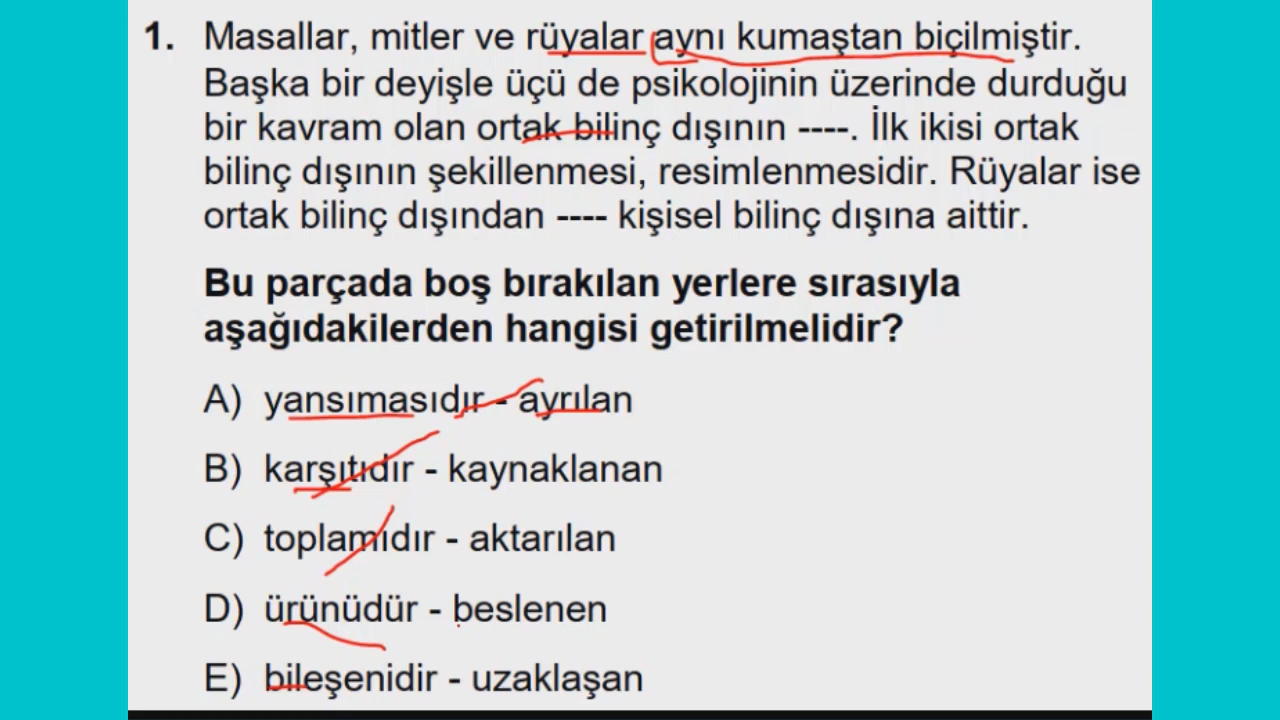 1. Masallar, mitler ve rüyalar aynı kumaştan biçilmiştir.
Başka bir deyişle üçü de psikolojinin üzerinde durduğu
bir kavram olan ortak bilinç dışının ----. İlk ikisi ortak
bilinç dışının şekillenmesi, resimlenmesidir. Rüyalar ise
ortak bilinç dışından ---- kişisel bilinç dışına aittir.
Bu parçada boş bırakılan yerlere sırasıyla
aşağıdakilerden hangisi getirilmelidir?
A) yansımasıdır - ayrılan
B) karşıtıdır - kaynaklanan
C) toplamıdır - aktarılan
D) ürünüdür - beslenen
E) bileşenidir - uzaklaşan